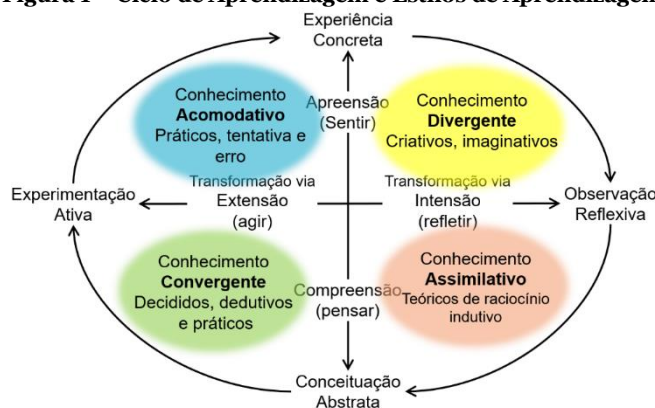 Figura 1 – Ciclo de Aprendizagem e Estilos de Aprendizagem
Experiência
Concreta
Conhecimento
Acomodativo
Práticos, tentativa e
erro
Apreensão
(Sentir)
Conhecimento
Divergente
Criativos, imaginativos
Experimentação
Ativa
Transformação via
Extensão
(agir)
Transformação via
Intensão
(refletir)
Observação
Reflexiva
Conhecimento
Convergente
Decididos, dedutivos
e práticos
Compreensão
(pensar)
Conhecimento
Assimilativo
Teóricos de raciocínio
indutivo
Conceituação
Abstrata